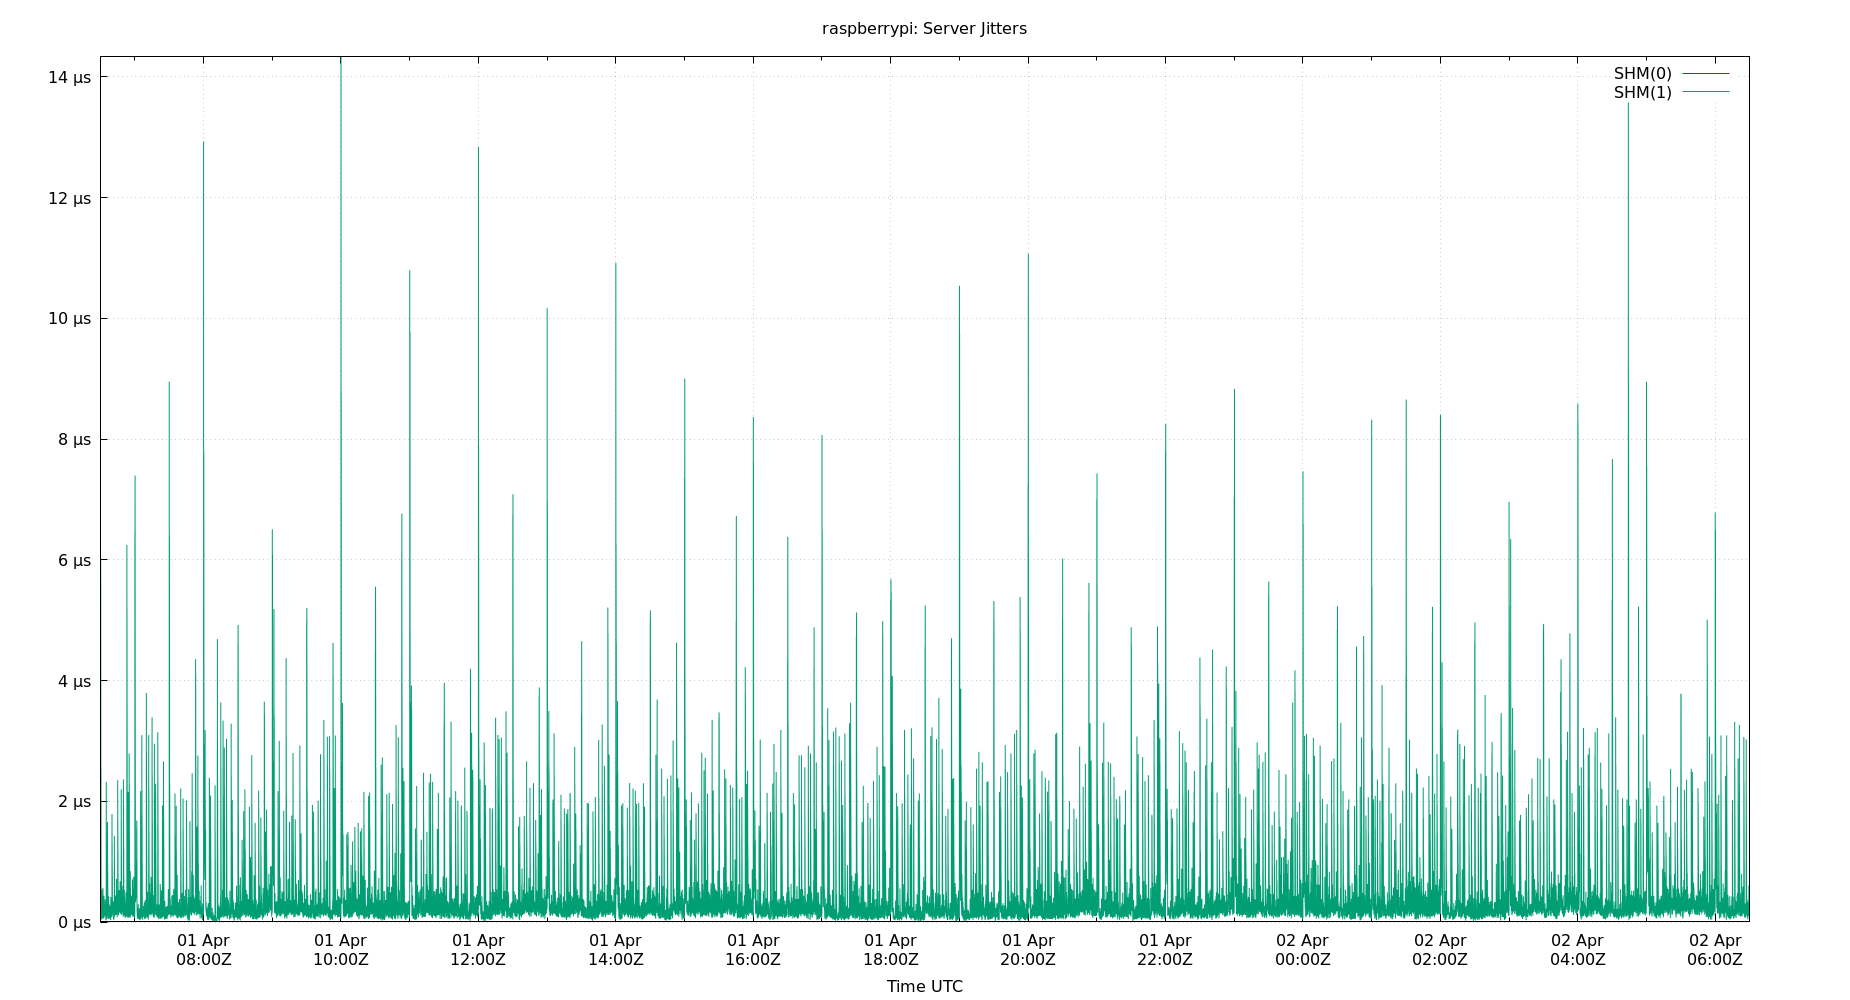 raspberrypi: Server Jitters
SHM(0)
SHM(1)
14 µs
12 µs
10 µs
8 µs
6 µs
4 µs
2 µs
0 µs
01 Apr 01 Apr 01 Apr 01 Apr 01 Apr 01 Apr 01 Apr 01 Apr 02 Apr 02 Apr 02 Apr 02 Apr
08:00Z 10:00Z 12:00Z 14:00Z 16:00Z 18:00Z 20:00Z 22:00Z 00:00Z 02:00Z 04:00Z 06:00Z
Time UTC